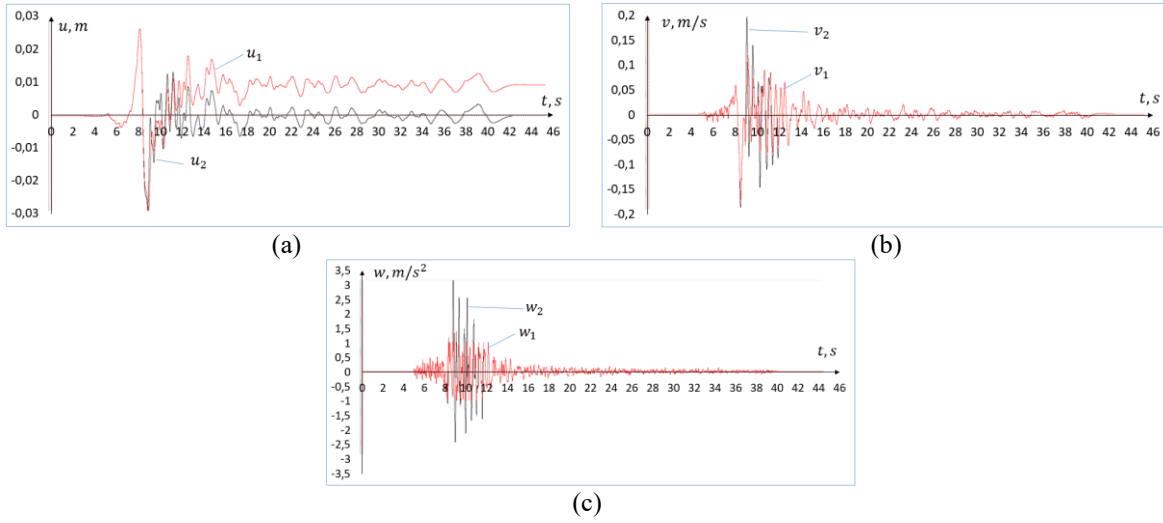 0,03
u, m
0,02
u₁
0,01
t, s
0
0 2 4 6 8 10 12 14 16 18 20 22 24 26 28 30 32 34 36 38 40 42 44 46
-0,01
u₂
-0,02
-0,03
(a)
0,2
v, m/s
v₂
0,15
0,1
v₁
0,05
t, s
0
0 2 4 6 8 10 12 14 16 18 20 22 24 26 28 30 32 34 36 38 40 42 44 46
-0,05
-0,1
-0,15
-0,2
(b)
3,5
w, m/s²
3
2,5
w₂
2
1,5
w₁
1
t, s
0,5
0
0 2 4 6 8 10 12 14 16 18 20 22 24 26 28 30 32 34 36 38 40 42 44 46
-0,5
-1
-1,5
-2
-2,5
-3
-3,5
(c)